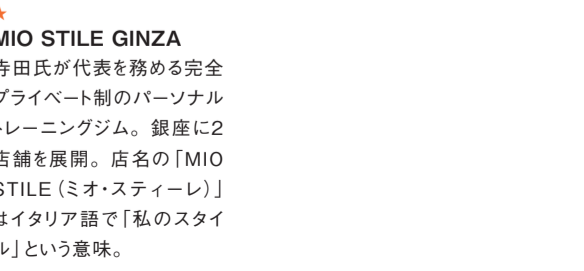 ★
MIO STILE GINZA
寺田氏が代表を務める完全
プライベート制のパーソナル
トレーニングジム。銀座に2
店舗を展開。店名の「MIO
STILE（ミオ・スティーレ）」
はイタリア語で「私のスタイ
ル」という意味。